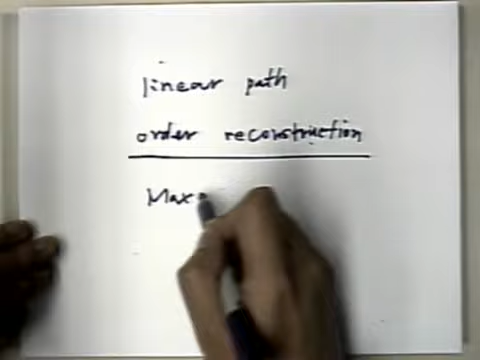 linear path
order reconstruction
Max